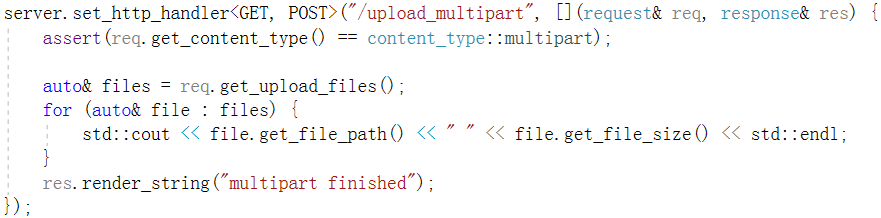 server.set_http_handler<GET, POST>("/upload_multipart", [](request& req, response& res) {
    assert(req.get_content_type() == content_type::multipart);

    auto& files = req.get_upload_files();
    for (auto& file : files) {
        std::cout << file.get_file_path() << " " << file.get_file_size() << std::endl;
    }
    res.render_string("multipart finished");
});